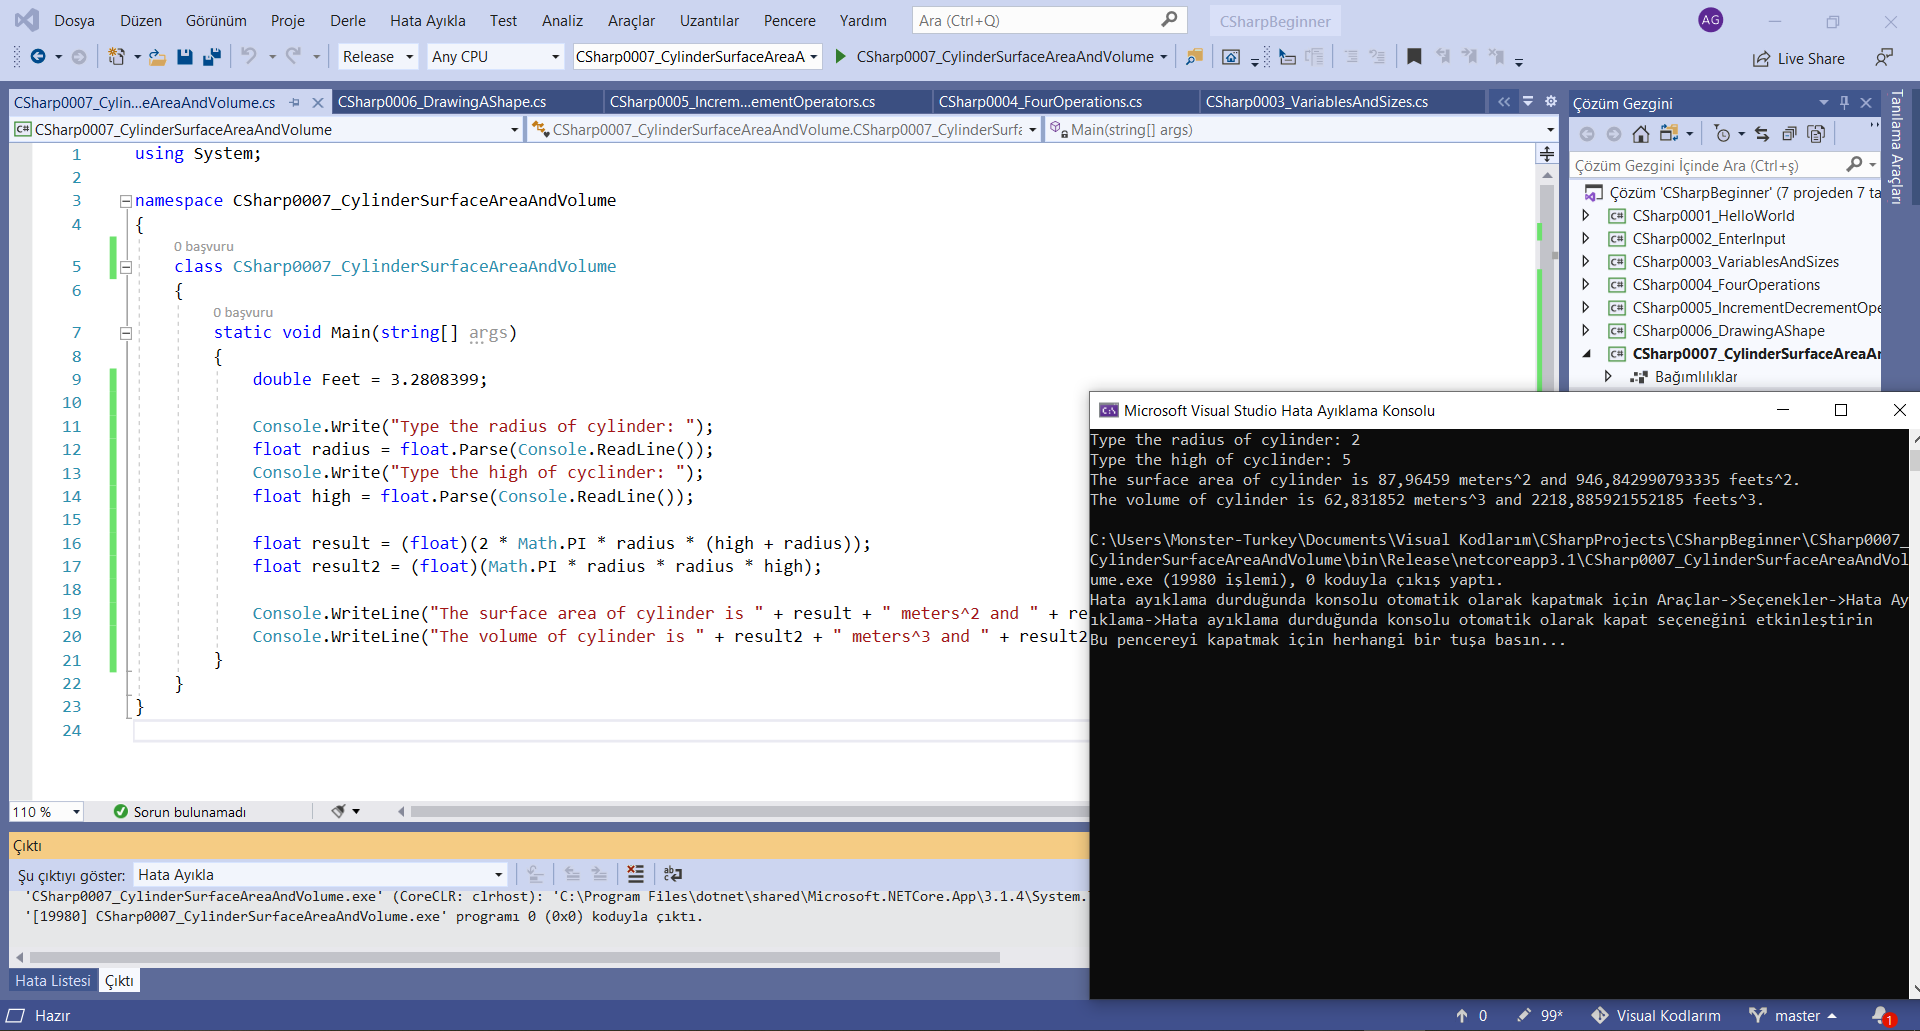 Dosya Düzen Görünüm Proje Derle Hata Ayıkla Test Analiz Araçlar Uzantılar Pencere Yardım Ara (Ctrl+Q) CSharpBeginner AG
Release Any CPU CSharp0007_CylinderSurfaceAreaA CSharp0007_CylinderSurfaceAreaAndVolume Live Share
CSharp0007_Cylin...eAreaAndVolume.cs CSharp0006_DrawingAShape.cs CSharp0005_Increm...ementOperators.cs CSharp0004_FourOperations.cs CSharp0003_VariablesAndSizes.cs
CSharp0007_CylinderSurfaceAreaAndVolume CSharp0007_CylinderSurfaceAreaAndVolume.CSharp0007_CylinderSurfa Main(string[] args)
1 using System;
2
3 namespace CSharp0007_CylinderSurfaceAreaAndVolume
4 {
0 başvuru
5 class CSharp0007_CylinderSurfaceAreaAndVolume
6 {
0 başvuru
7 static void Main(string[] args)
8 {
9 double Feet = 3.2808399;
10
11 Console.Write("Type the radius of cylinder: ");
12 float radius = float.Parse(Console.ReadLine());
13 Console.Write("Type the high of cyclinder: ");
14 float high = float.Parse(Console.ReadLine());
15
16 float result = (float)(2 * Math.PI * radius * (high + radius));
17 float result2 = (float)(Math.PI * radius * radius * high);
18
19 Console.WriteLine("The surface area of cylinder is " + result + " meters^2 and " + re
20 Console.WriteLine("The volume of cylinder is " + result2 + " meters^3 and " + result2
21 }
22 }
23 }
24
110 % Sorun bulunamadı
Çıktı
Şu çıktıyı göster: Hata Ayıkla
'CSharp0007_CylinderSurfaceAreaAndVolume.exe' (CoreCLR: clrhost): 'C:\Program Files\dotnet\shared\Microsoft.NETCore.App\3.1.4\System.
'[19980] CSharp0007_CylinderSurfaceAreaAndVolume.exe' programı 0 (0x0) koduyla çıktı.
Hata Listesi Çıktı
Çözüm Gezgini
Çözüm Gezgini İçinde Ara (Ctrl+ş)
Çözüm 'CSharpBeginner' (7 projeden 7 ta
C# CSharp0001_HelloWorld
C# CSharp0002_EnterInput
C# CSharp0003_VariablesAndSizes
C# CSharp0004_FourOperations
C# CSharp0005_IncrementDecrementOpe
C# CSharp0006_DrawingAShape
C# CSharp0007_CylinderSurfaceAreaAr
Bağımlılıklar
Tanılama Araçları
Microsoft Visual Studio Hata Ayıklama Konsolu
Type the radius of cylinder: 2
Type the high of cyclinder: 5
The surface area of cylinder is 87,96459 meters^2 and 946,842990793335 feets^2.
The volume of cylinder is 62,831852 meters^3 and 2218,885921552185 feets^3.
C:\Users\Monster-Turkey\Documents\Visual Kodlarım\CSharpProjects\CSharpBeginner\CSharp0007_
CylinderSurfaceAreaAndVolume\bin\Release\netcoreapp3.1\CSharp0007_CylinderSurfaceAreaAndVol
ume.exe (19980 işlemi), 0 koduyla çıkış yaptı.
Hata ayıklama durduğunda konsolu otomatik olarak kapatmak için Araçlar->Seçenekler->Hata Ay
ıklama->Hata ayıklama durduğunda konsolu otomatik olarak kapat seçeneğini etkinleştirin
Bu pencereyi kapatmak için herhangi bir tuşa basın...
Hazır 0 99* Visual Kodlarım master 1